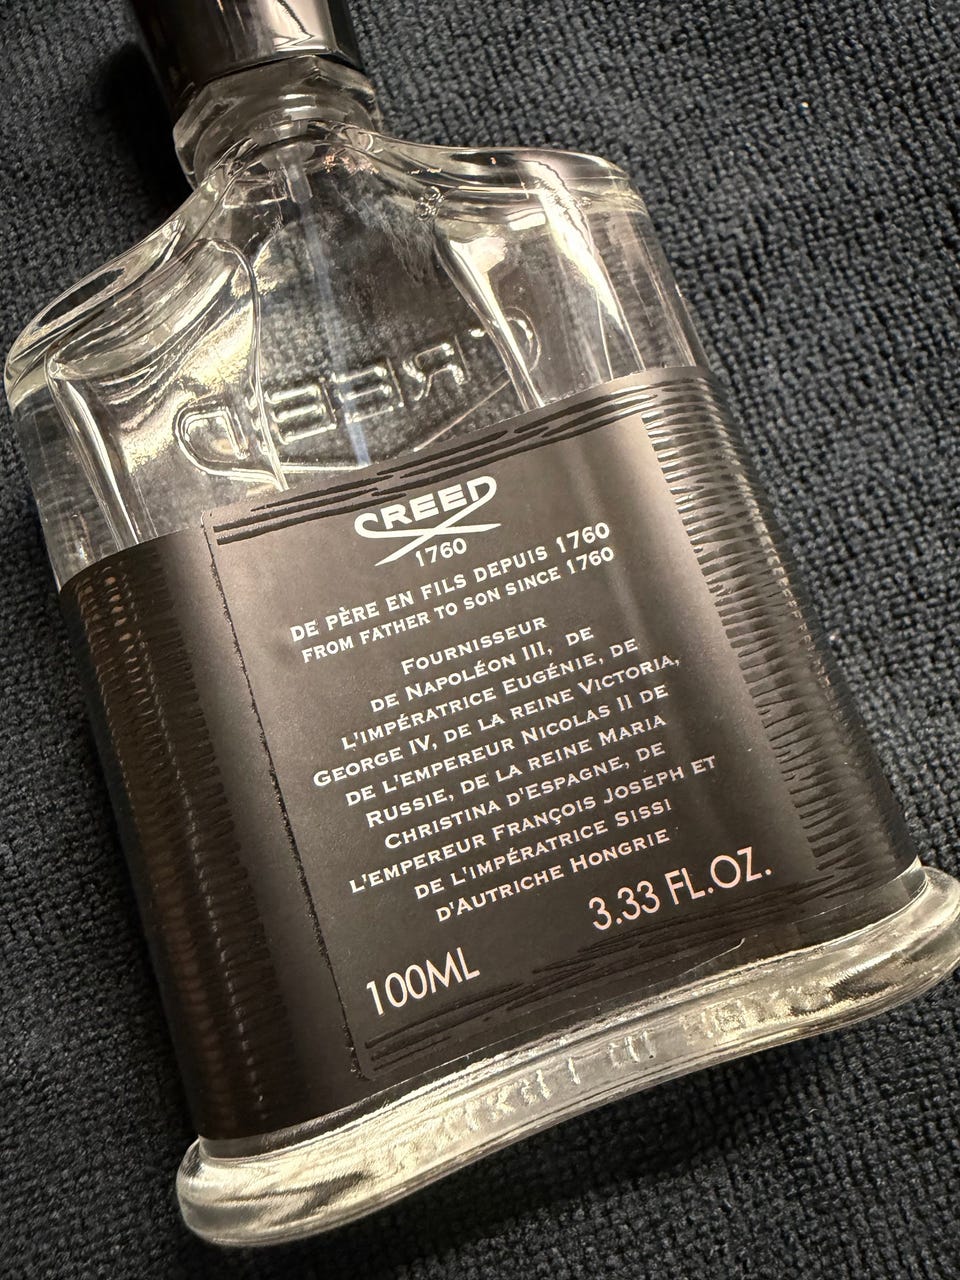 CREED
CREED
1760
DE PÈRE EN FILS DEPUIS 1760
FROM FATHER TO SON SINCE 1760
FOURNISSEUR
DE NAPOLÉON III, DE
L'IMPÉRATRICE EUGÉNIE, DE
GEORGE IV, DE LA REINE VICTORIA,
DE L'EMPEREUR NICOLAS II DE
RUSSIE, DE LA REINE MARIA
CHRISTINA D'ESPAGNE, DE
L'EMPEREUR FRANÇOIS JOSEPH ET
DE L'IMPÉRATRICE SISSI
D'AUTRICHE HONGRIE
100ML 3.33 FL.OZ.